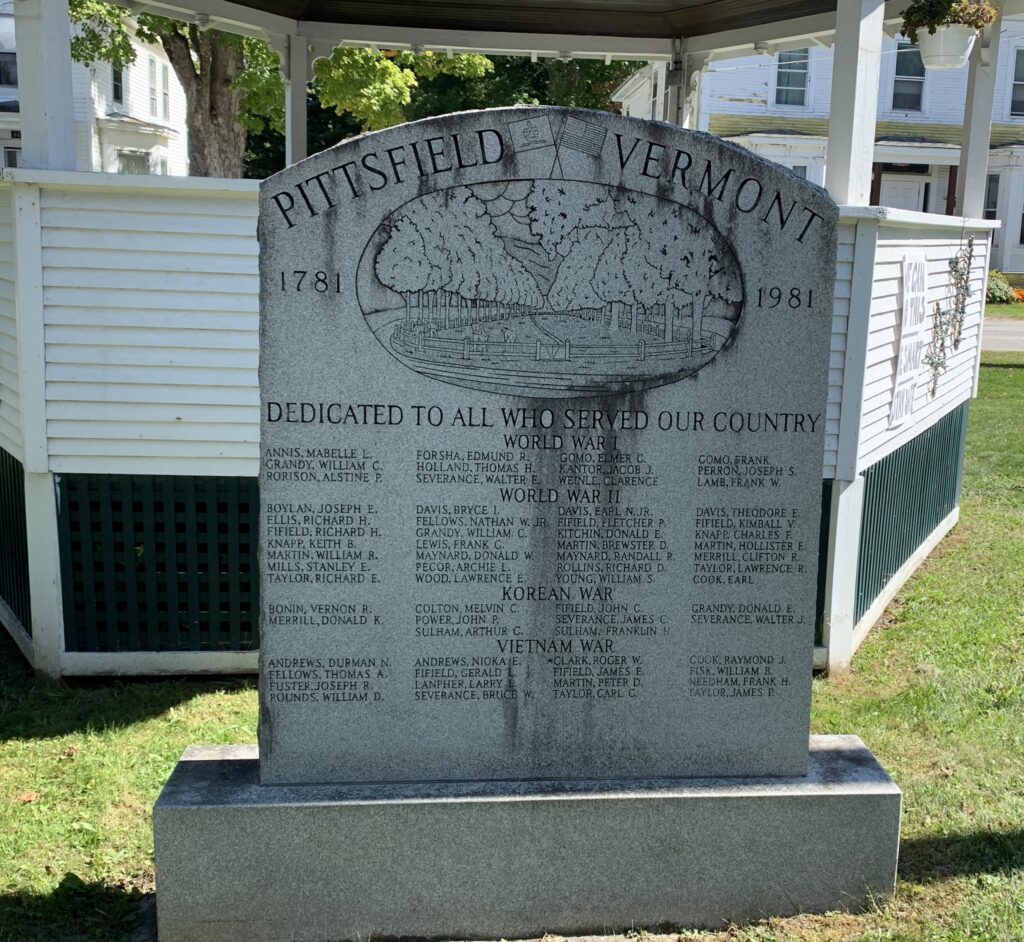 PITTSFIELD VERMONT
1781 1981
DEDICATED TO ALL WHO SERVED OUR COUNTRY
WORLD WAR I
ANNIS, MABELLE L. FORSHA, EDMUND R. GOMO, ELMER C. GOMO, FRANK
GRANDY, WILLIAM C. HOLLAND, THOMAS H. KANTOR, JACOB J. PERRON, JOSEPH S.
RORISON, ALSTINE P. SEVERANCE, WALTER E. WEINLE, CLARENCE LAMB, FRANK W.
WORLD WAR II
BOYLAN, JOSEPH E. DAVIS, BRYCE I. DAVIS, EARL N. JR. DAVIS, THEODORE E.
ELLIS, RICHARD H. FELLOWS, NATHAN W. JR. FIFIELD, FLETCHER P. FIFIELD, KIMBALL V.
FIFIELD, RICHARD H. GRANDY, WILLIAM C. KITCHIN, DONALD E. KNAPP, CHARLES F.
KNAPP, KEITH B. LEWIS, FRANK G. MARTIN, BREWSTER D. MARTIN, HOLLISTER E.
MARTIN, WILLIAM R. MAYNARD, DONALD W. MAYNARD, RANDALL R. MERRILL, CLIFTON R.
MILLS, STANLEY E. PECOR, ARCHIE L. ROLLINS, RICHARD D. TAYLOR, LAWRENCE R.
TAYLOR, RICHARD E. WOOD, LAWRENCE E. YOUNG, WILLIAM S. COOK, EARL
KOREAN WAR
BONIN, VERNON R. COLTON, MELVIN C. FIFIELD, JOHN C. GRANDY, DONALD E.
MERRILL, DONALD K. POWER, JOHN P. SEVERANCE, JAMES C. SEVERANCE, WALTER J.
SULHAM, ARTHUR C. SULHAM, FRANKLIN H.
VIETNAM WAR
ANDREWS, DURMAN N. ANDREWS, NIOKA E. *CLARK, ROGER W. COOK, RAYMOND J.
FELLOWS, THOMAS A. FIFIELD, GERALD L. FIFIELD, JAMES E. FISK, WILLIAM B.
FUSTER, JOSEPH R. LANPHER, LARRY L. MARTIN, PETER D. NEEDHAM, FRANK H.
ROUNDS, WILLIAM D. SEVERANCE, BRUCE W. TAYLOR, CARL C. TAYLOR, JAMES P.